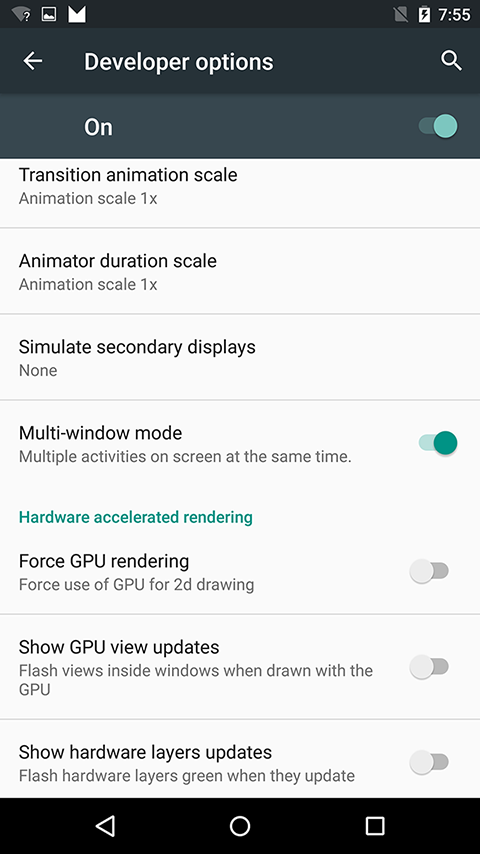 7:55
Developer options
On
Transition animation scale
Animation scale 1x
Animator duration scale
Animation scale 1x
Simulate secondary displays
None
Multi-window mode
Multiple activities on screen at the same time.
Hardware accelerated rendering
Force GPU rendering
Force use of GPU for 2d drawing
Show GPU view updates
Flash views inside windows when drawn with the
GPU
Show hardware layers updates
Flash hardware layers green when they update